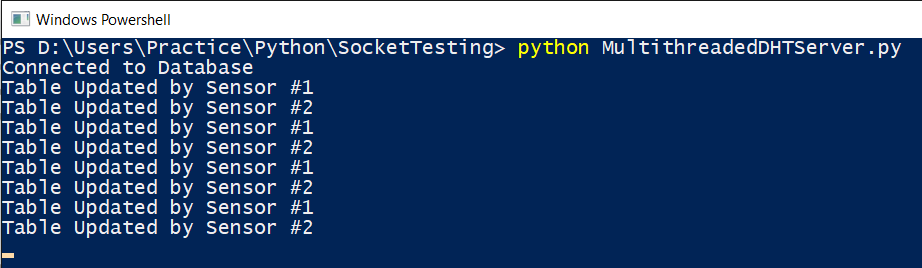 Windows Powershell
PS D:\Users\Practice\Python\SocketTesting> python MultithreadedDHTServer.py
Connected to Database
Table Updated by Sensor #1
Table Updated by Sensor #2
Table Updated by Sensor #1
Table Updated by Sensor #2
Table Updated by Sensor #1
Table Updated by Sensor #2
Table Updated by Sensor #1
Table Updated by Sensor #2